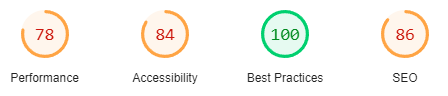 78 84 100 86
Performance Accessibility Best Practices SEO